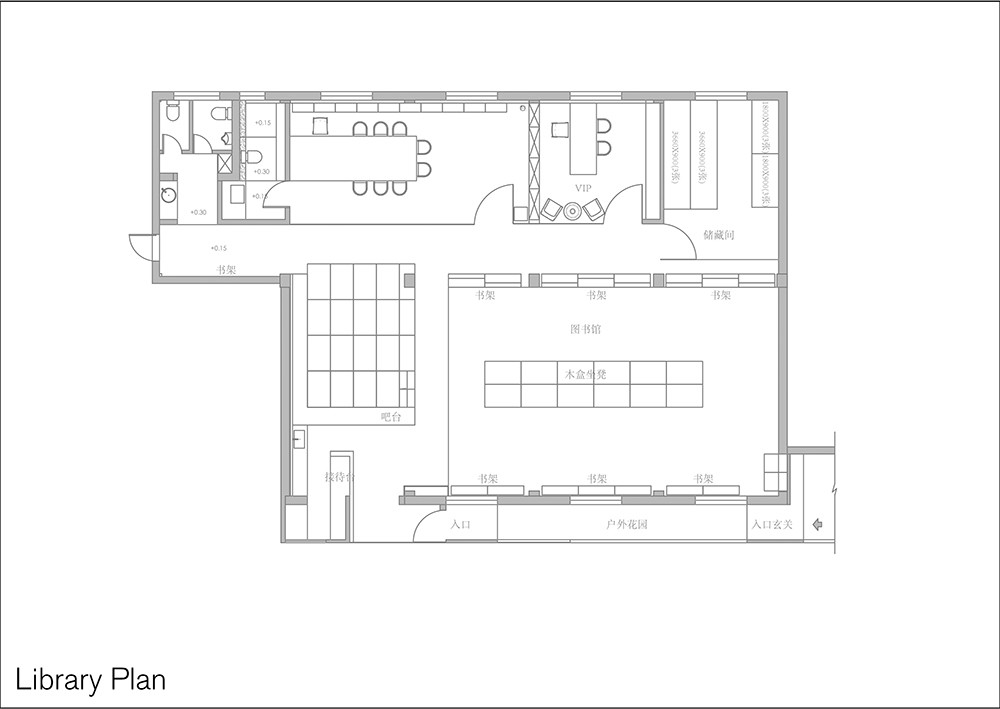 +0.15
+0.30
+0.15
3660X900(3张)
3660X900(3张)
1800X900(3张)
1800X900(3张)
VIP
+0.30
储藏间
+0.15
书架
书架
书架
书架
图书馆
木盒坐凳
吧台
接待台
书架
书架
书架
入口
户外花园
入口玄关
Library Plan